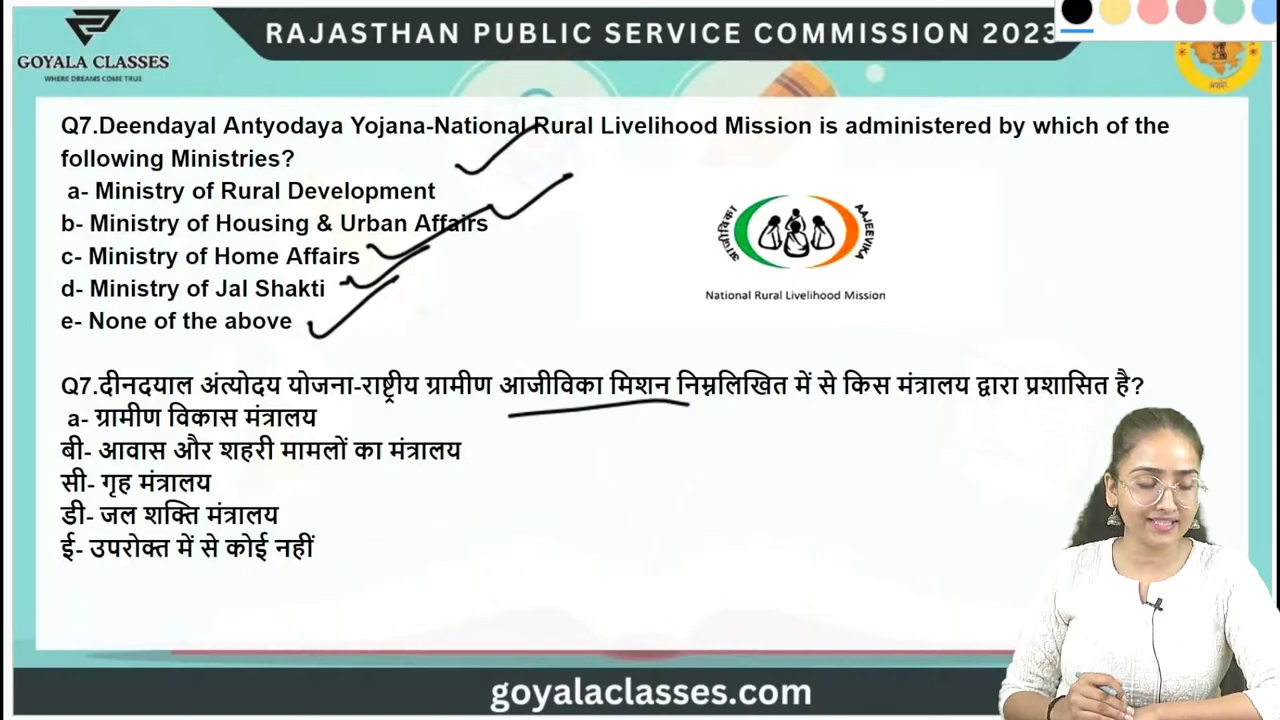 GOYALA CLASSES
WHERE DREAMS COME TRUE
RAJASTHAN PUBLIC SERVICE COMMISSION 2023
Q7.Deendayal Antyodaya Yojana-National Rural Livelihood Mission is administered by which of the
following Ministries?
a- Ministry of Rural Development
b- Ministry of Housing & Urban Affairs
c- Ministry of Home Affairs
d- Ministry of Jal Shakti
e- None of the above
आजीविका
AAJEEVIKA
National Rural Livelihood Mission
Q7.दीनदयाल अंत्योदय योजना-राष्ट्रीय ग्रामीण आजीविका मिशन निम्नलिखित में से किस मंत्रालय द्वारा प्रशासित है?
a- ग्रामीण विकास मंत्रालय
बी- आवास और शहरी मामलों का मंत्रालय
सी- गृह मंत्रालय
डी- जल शक्ति मंत्रालय
ई- उपरोक्त में से कोई नहीं
goyalaclasses.com